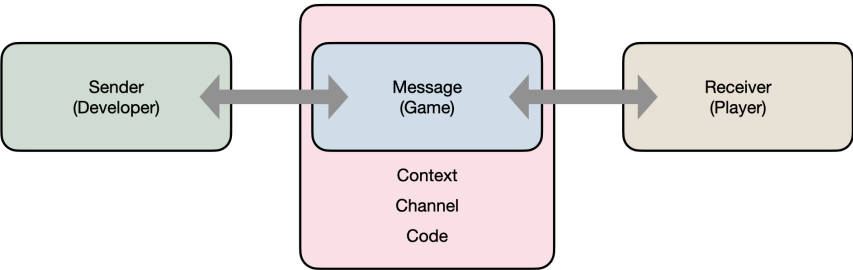 Sender
(Developer)
Message
(Game)
Receiver
(Player)
Context
Channel
Code